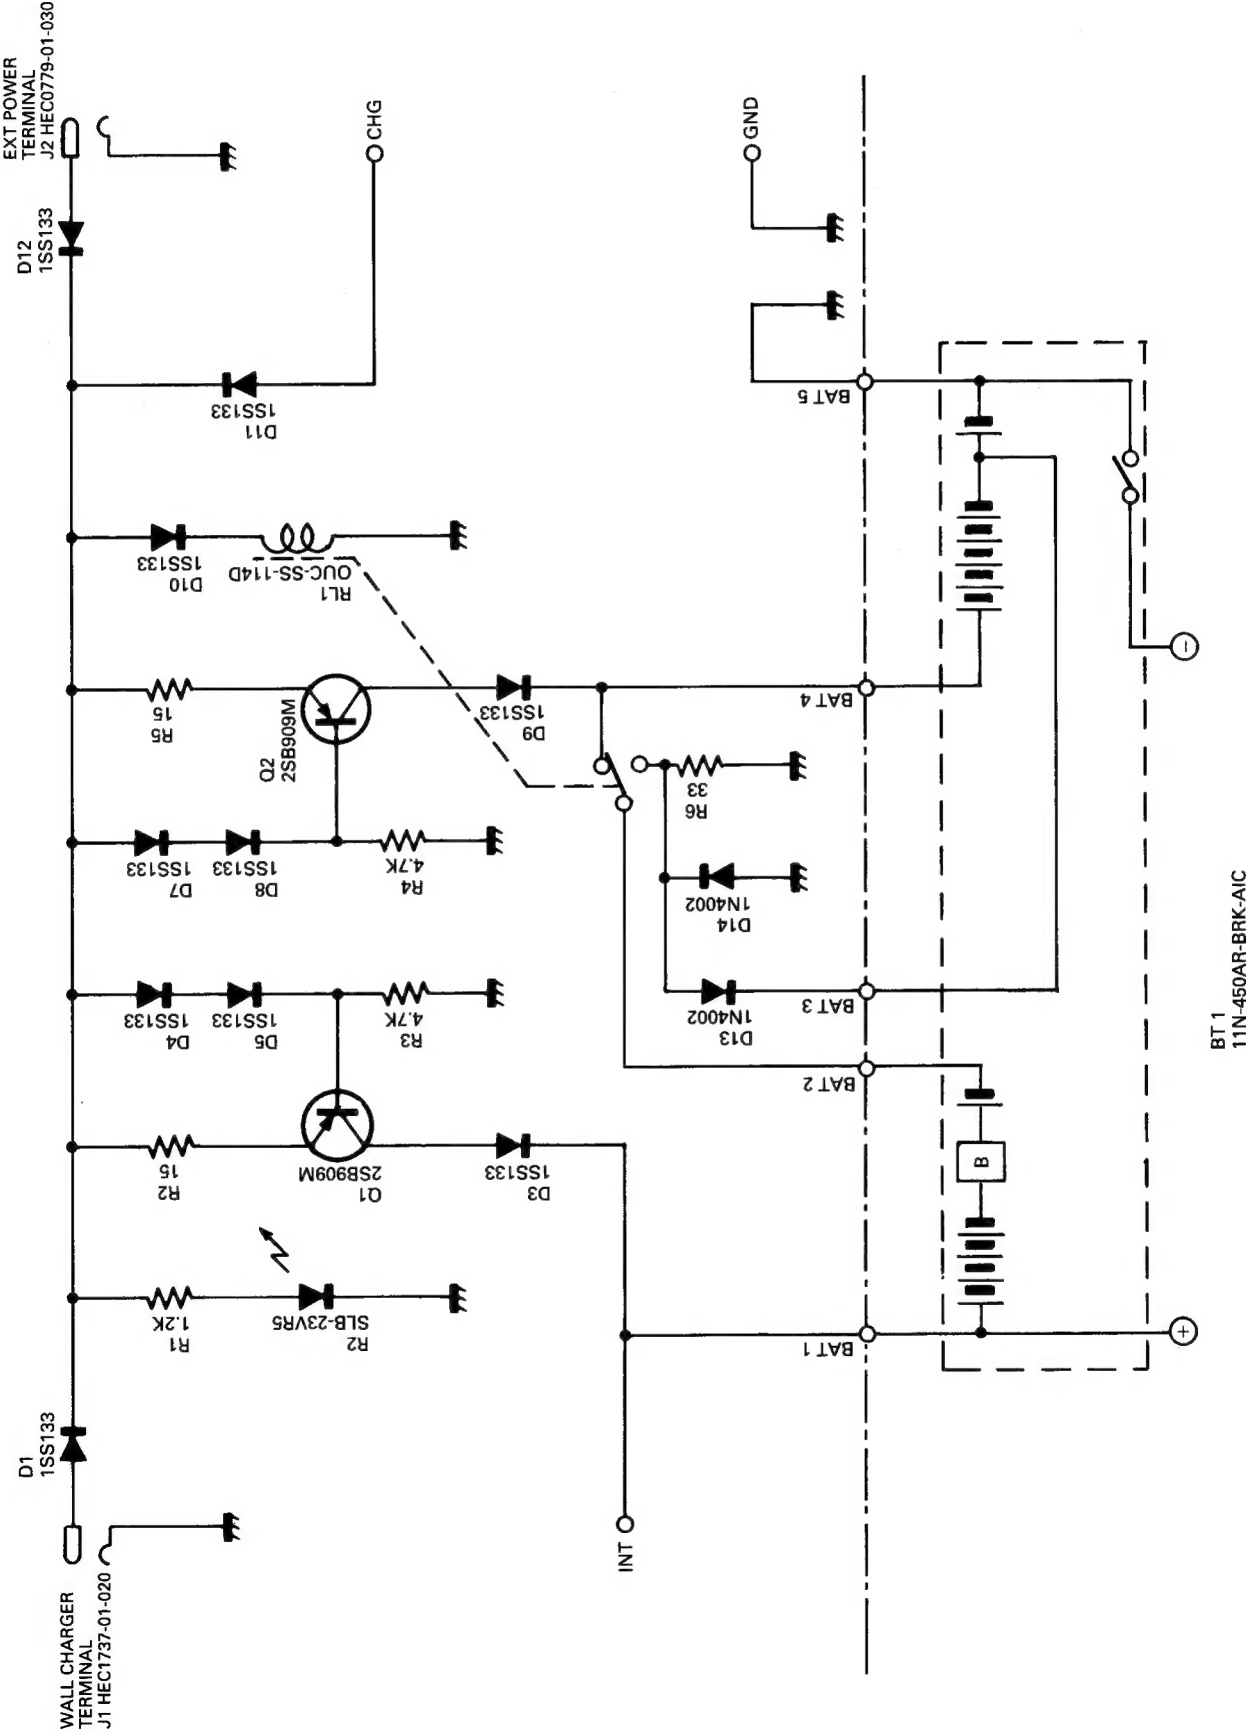 EXT POWER
TERMINAL
J2 HEC0779-01-030
D12
1SS133
CHG
GND
1SS133
D11
1SS133
D10
OUC-SS-114D
RL1
15
R5
Q2
2SB909M
1SS133
D9
BAT 5
BAT 4
1SS133
D7
1SS133
D8
4.7K
R4
33
R6
1N4002
D14
1SS133
D4
1SS133
D5
4.7K
R3
1N4002
D13
BAT 3
BAT 2
15
R2
2SB909M
Q1
1SS133
D3
B
1.2K
R1
SLB-23VR5
R2
BAT 1
−
+
D1
1SS133
INT
WALL CHARGER
TERMINAL
J1 HEC1737-01-020
BT 1
11N-450AR-BRK-AIC